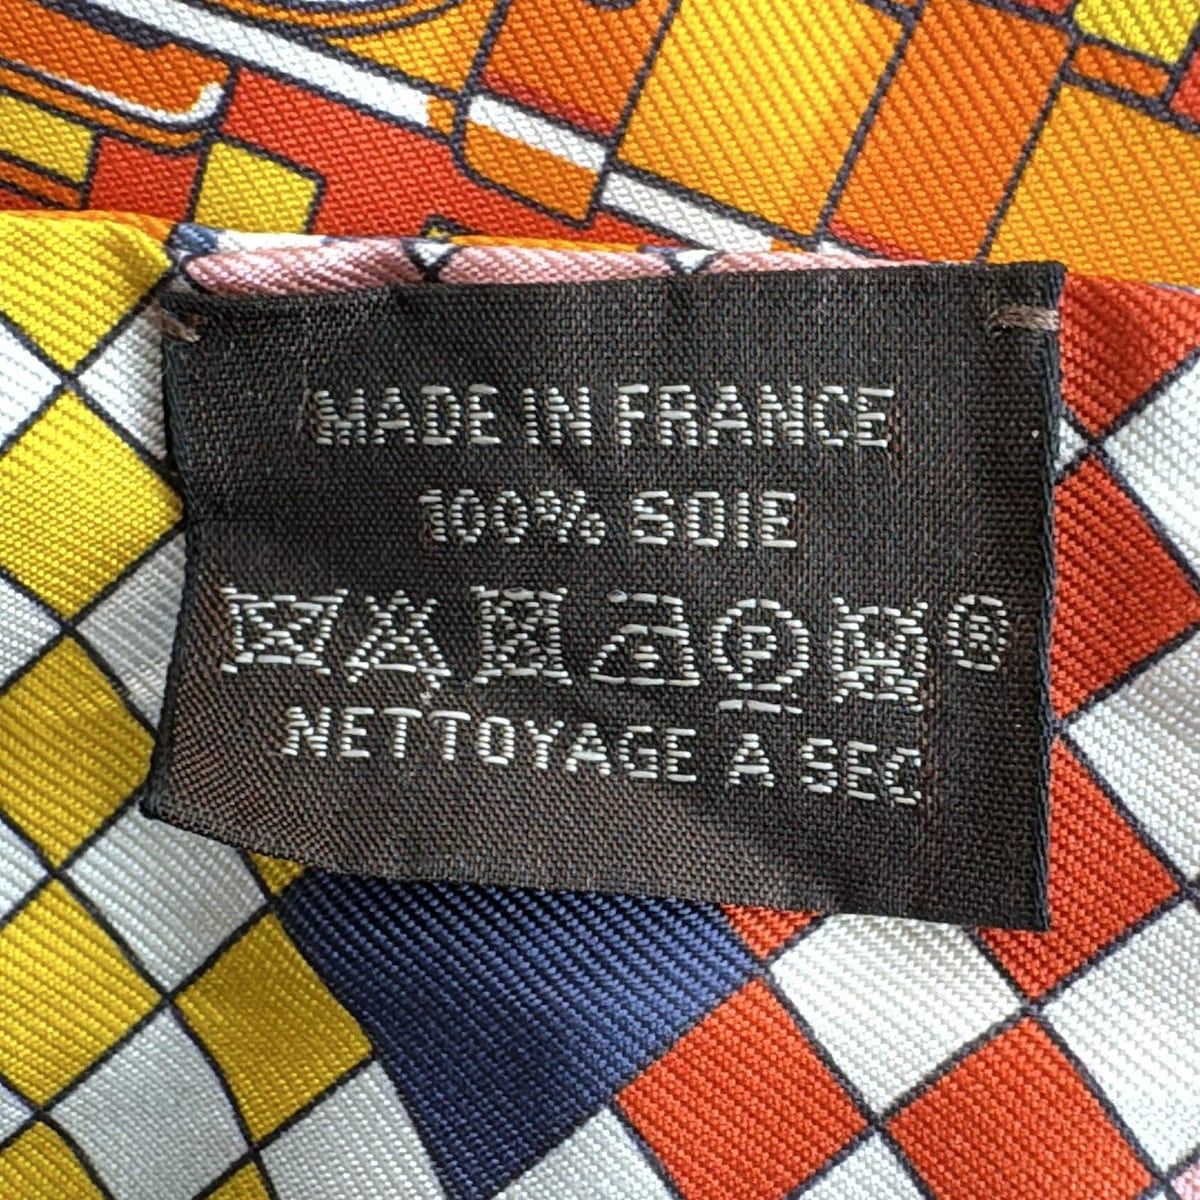 MADE IN FRANCE
100% SOIE
P ®
NETTOYAGE A SEC